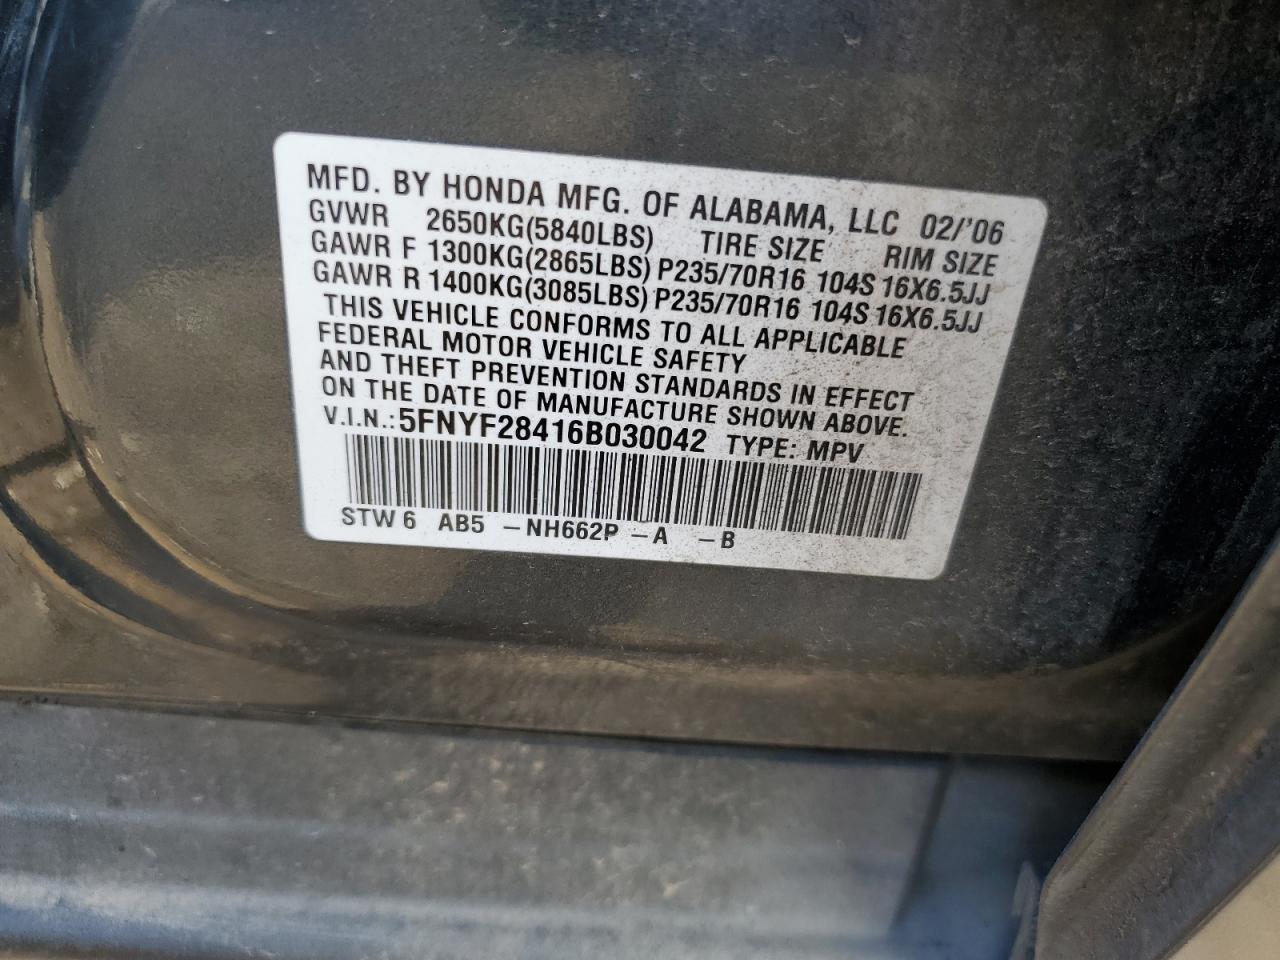 MFD. BY HONDA MFG. OF ALABAMA, LLC 02/'06
GVWR 2650KG(5840LBS) TIRE SIZE RIM SIZE
GAWR F 1300KG(2865LBS) P235/70R16 104S 16X6.5JJ
GAWR R 1400KG(3085LBS) P235/70R16 104S 16X6.5JJ
THIS VEHICLE CONFORMS TO ALL APPLICABLE
FEDERAL MOTOR VEHICLE SAFETY
AND THEFT PREVENTION STANDARDS IN EFFECT
ON THE DATE OF MANUFACTURE SHOWN ABOVE.
V.I.N.: 5FNYF28416B030042 TYPE: MPV
STW 6 AB5 -NH662P -A -B